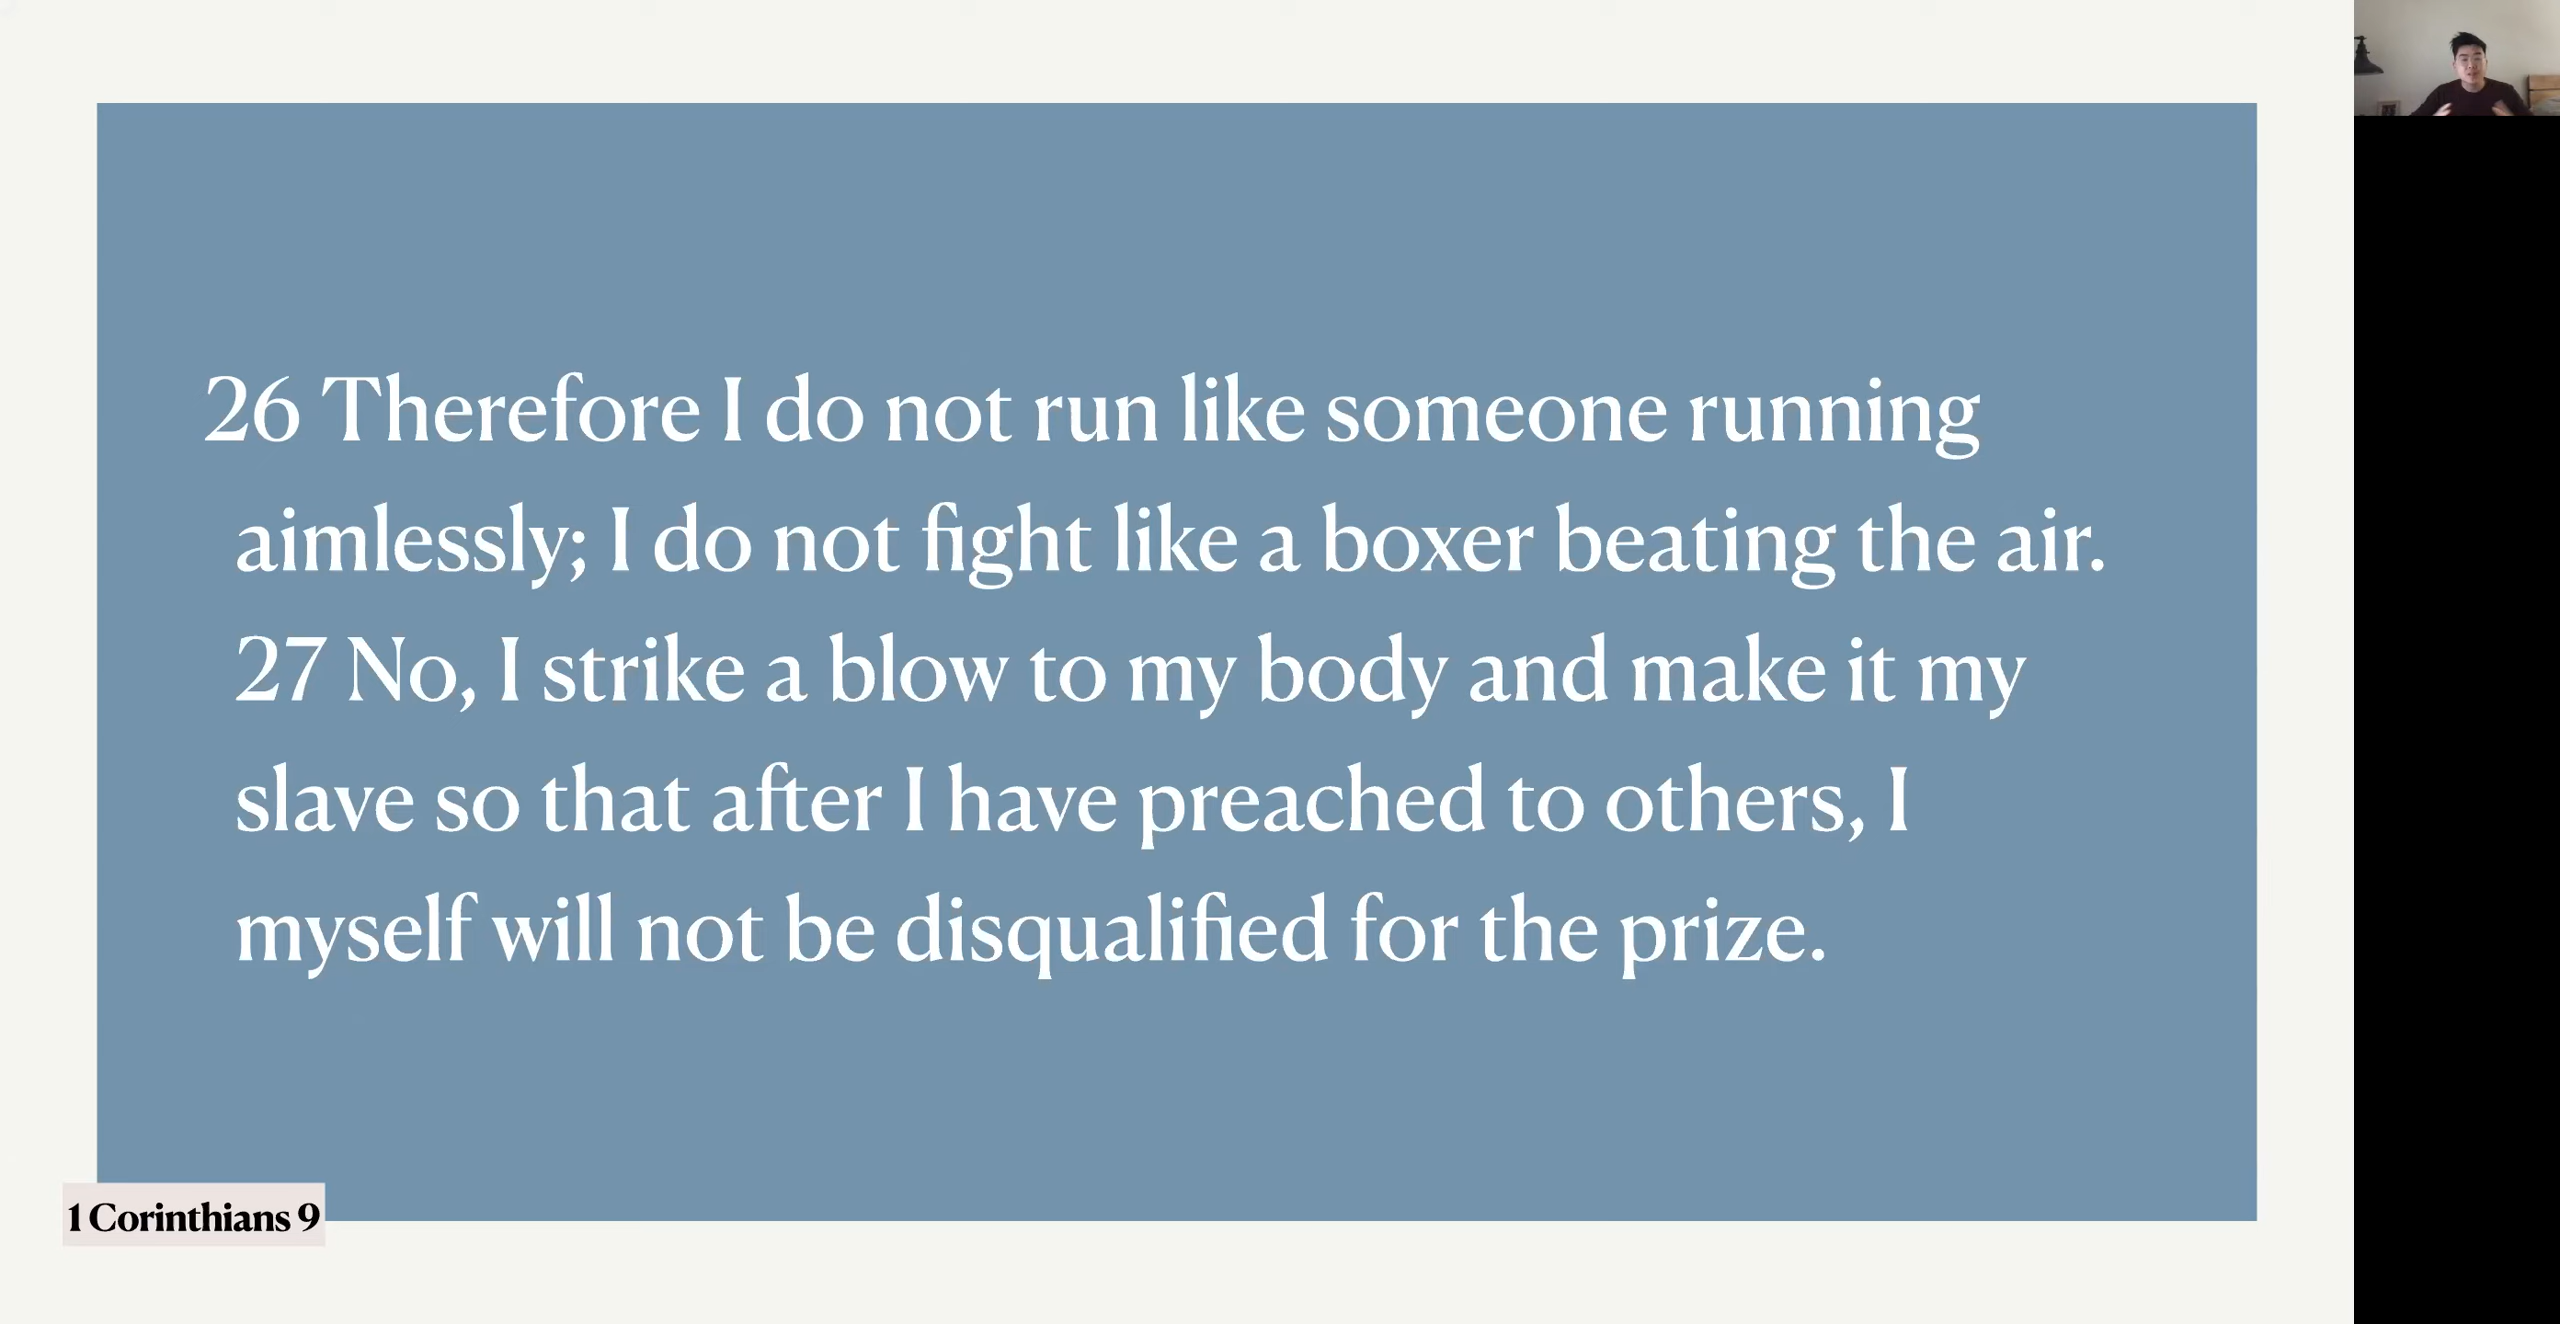 26 Therefore I do not run like someone running
aimlessly; I do not fight like a boxer beating the air.
27 No, I strike a blow to my body and make it my
slave so that after I have preached to others, I
myself will not be disqualified for the prize.
1 Corinthians 9